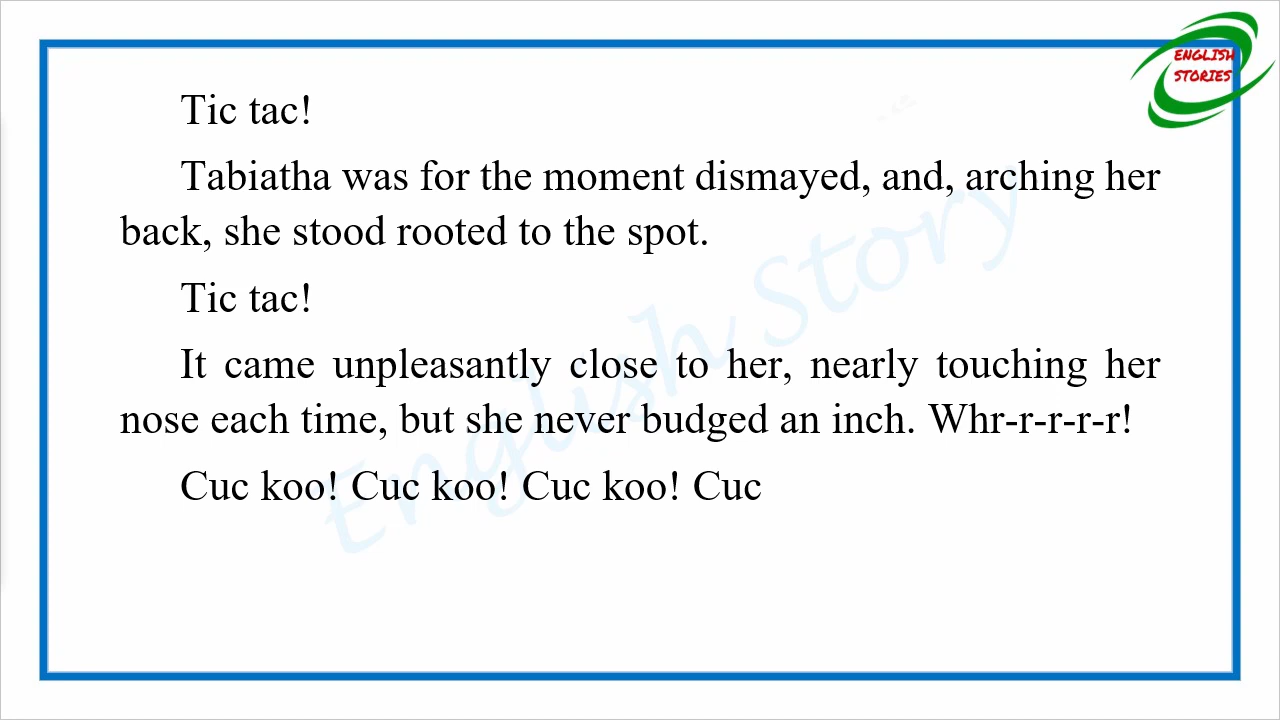 ENGLISH
STORIES
Tic tac!
Tabiatha was for the moment dismayed, and, arching her
back, she stood rooted to the spot.
Tic tac!
It came unpleasantly close to her, nearly touching her
nose each time, but she never budged an inch. Whr-r-r-r-r!
Cuc koo! Cuc koo! Cuc koo! Cuc
English Story